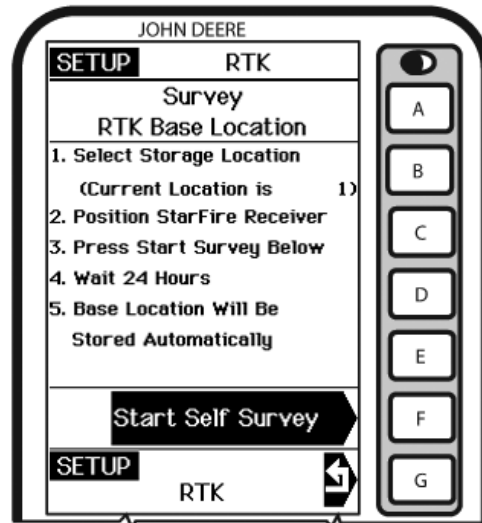 JOHN DEERE
SETUP RTK
Survey
RTK Base Location
1. Select Storage Location
(Current Location is 1)
2. Position StarFire Receiver
3. Press Start Survey Below
4. Wait 24 Hours
5. Base Location Will Be
Stored Automatically
Start Self Survey
SETUP
RTK
A
B
C
D
E
F
G